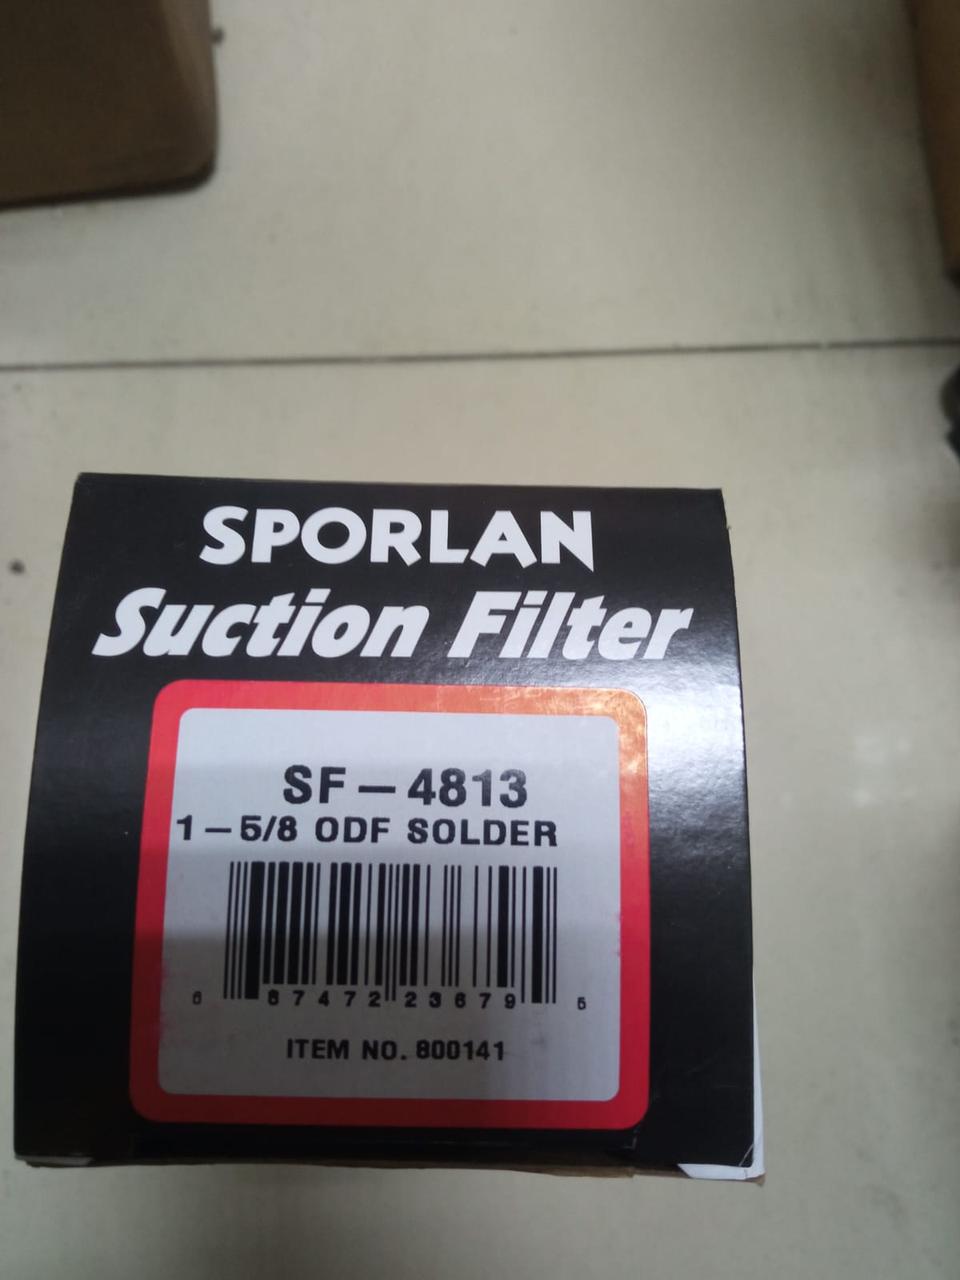 SPORLAN
Suction Filter
SF-4813
1-5/8 ODF SOLDER
6 87472 23679 5
ITEM NO. 800141